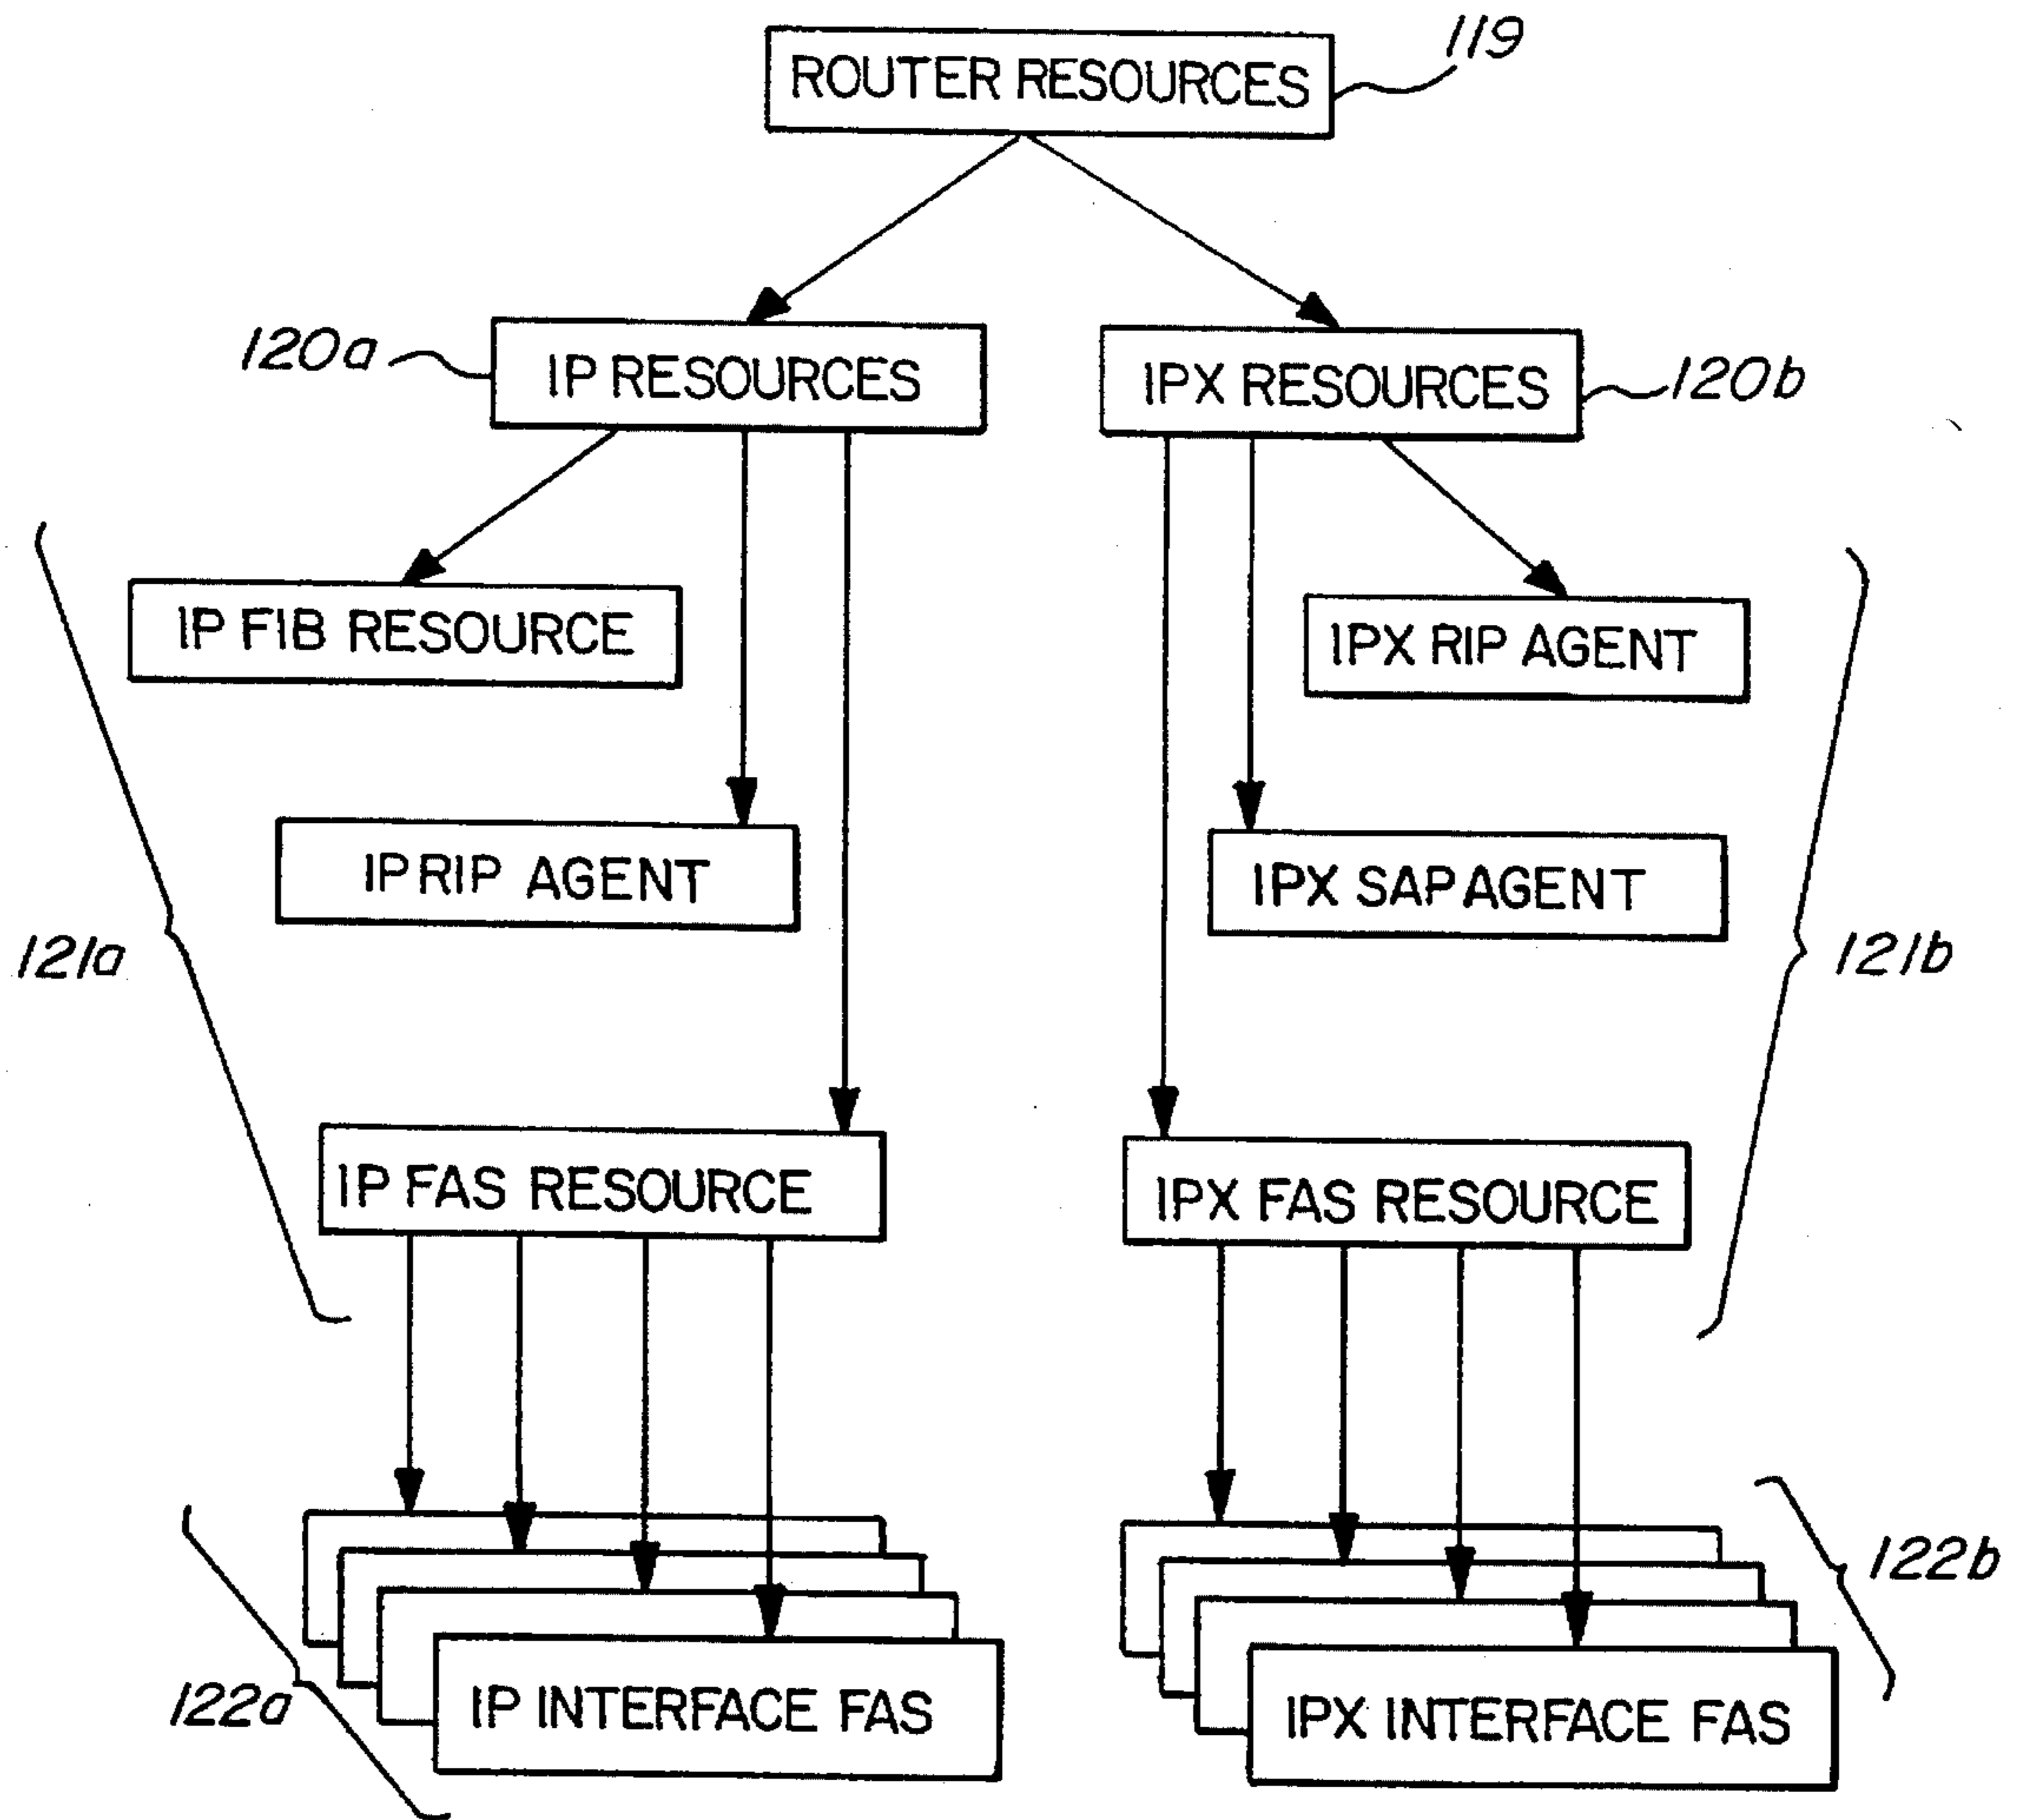 119
ROUTER RESOURCES
120a
IP RESOURCES
IPX RESOURCES
120b
IP FIB RESOURCE
IPX RIP AGENT
IP RIP AGENT
IPX SAP AGENT
121a
121b
IP FAS RESOURCE
IPX FAS RESOURCE
122b
122a
IP INTERFACE FAS
IPX INTERFACE FAS